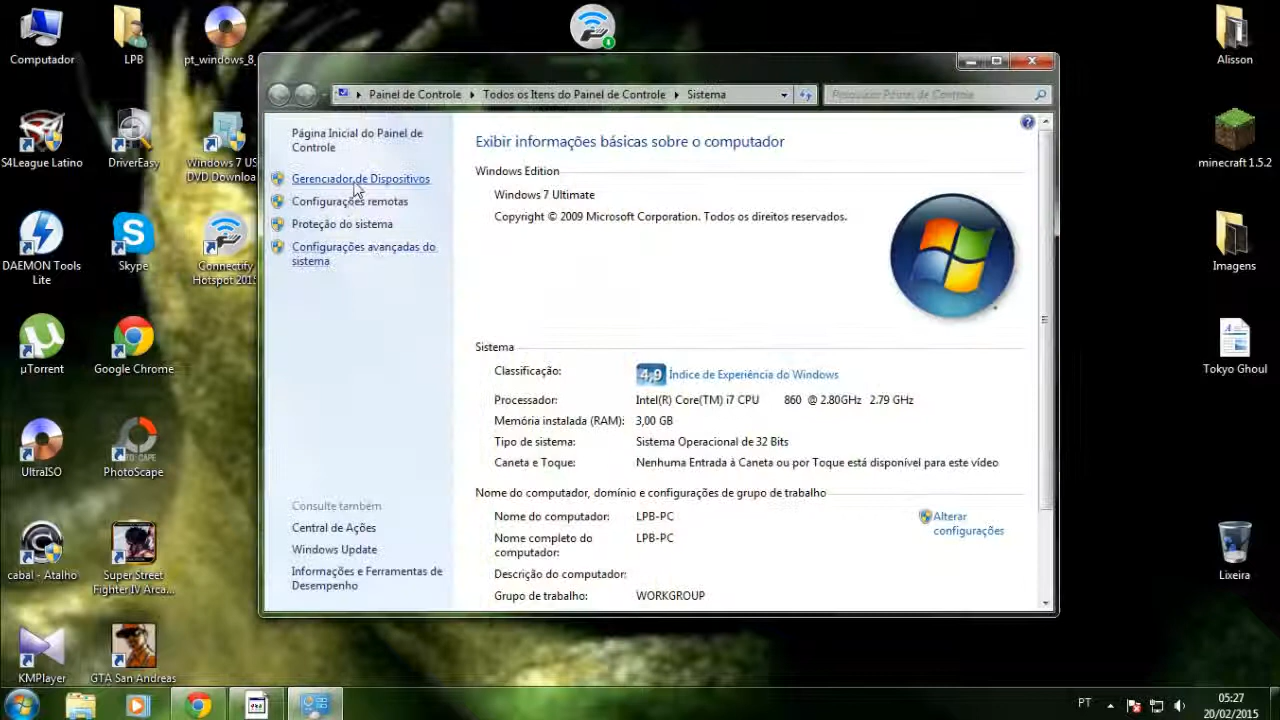 Computador
LPB
pt_windows_8_
Alisson
Painel de Controle
Todos os Itens do Painel de Controle
Sistema
Pesquisar Painel de Controle
Página Inicial do Painel de
Controle
Gerenciador de Dispositivos
Configurações remotas
Proteção do sistema
Configurações avançadas do
sistema
Consulte também
Central de Ações
Windows Update
Informações e Ferramentas de
Desempenho
Exibir informações básicas sobre o computador
Windows Edition
Windows 7 Ultimate
Copyright © 2009 Microsoft Corporation. Todos os direitos reservados.
Sistema
Classificação:
4,9 Índice de Experiência do Windows
Processador: Intel(R) Core(TM) i7 CPU 860 @ 2.80GHz 2.79 GHz
Memória instalada (RAM): 3,00 GB
Tipo de sistema: Sistema Operacional de 32 Bits
Caneta e Toque: Nenhuma Entrada à Caneta ou por Toque está disponível para este vídeo
Nome do computador, domínio e configurações de grupo de trabalho
Nome do computador: LPB-PC
Alterar
configurações
Nome completo do
computador:
LPB-PC
Descrição do computador:
Grupo de trabalho: WORKGROUP
S4League Latino
DriverEasy
Windows 7 US
DVD Downloa
minecraft 1.5.2
DAEMON Tools
Lite
Skype
Connectify
Hotspot 2015
Imagens
µTorrent
Google Chrome
Tokyo Ghoul
UltraISO
PhotoScape
cabal - Atalho
Super Street
Fighter IV Arca...
Lixeira
KMPlayer
GTA San Andreas
PT
05:27
20/02/2015